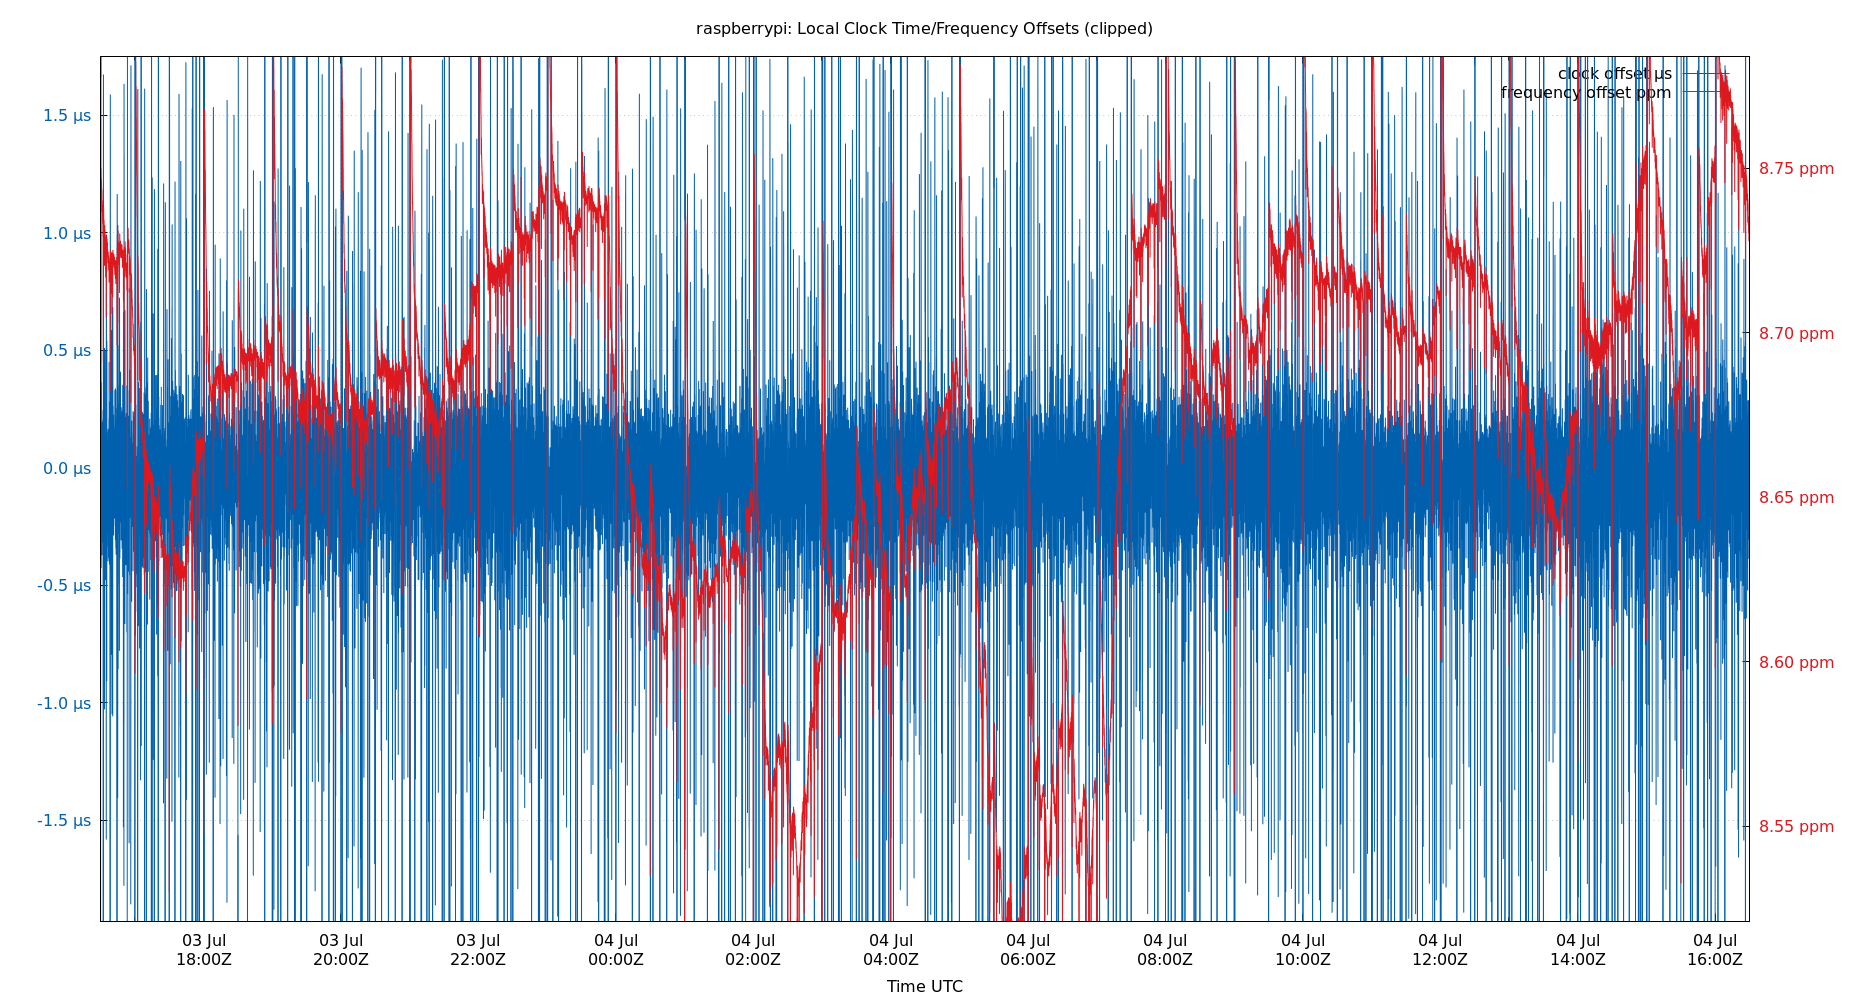 raspberrypi: Local Clock Time/Frequency Offsets (clipped)
clock offset µs
frequency offset ppm
1.5 µs
1.0 µs
0.5 µs
0.0 µs
-0.5 µs
-1.0 µs
-1.5 µs
8.75 ppm
8.70 ppm
8.65 ppm
8.60 ppm
8.55 ppm
03 Jul 03 Jul 03 Jul 04 Jul 04 Jul 04 Jul 04 Jul 04 Jul 04 Jul 04 Jul 04 Jul 04 Jul
18:00Z 20:00Z 22:00Z 00:00Z 02:00Z 04:00Z 06:00Z 08:00Z 10:00Z 12:00Z 14:00Z 16:00Z
Time UTC